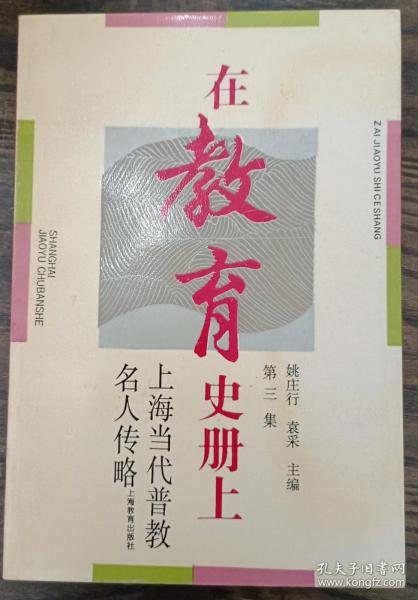 在教育史册上
ZAI JIAOYU SHI CE SHANG
SHANGHAI
JIAOYU CHUBANSHE
姚庄行 袁采 主编
第三集
上海当代普教
名人传略
上海教育出版社
孔夫子旧书网
www.kongfz.com